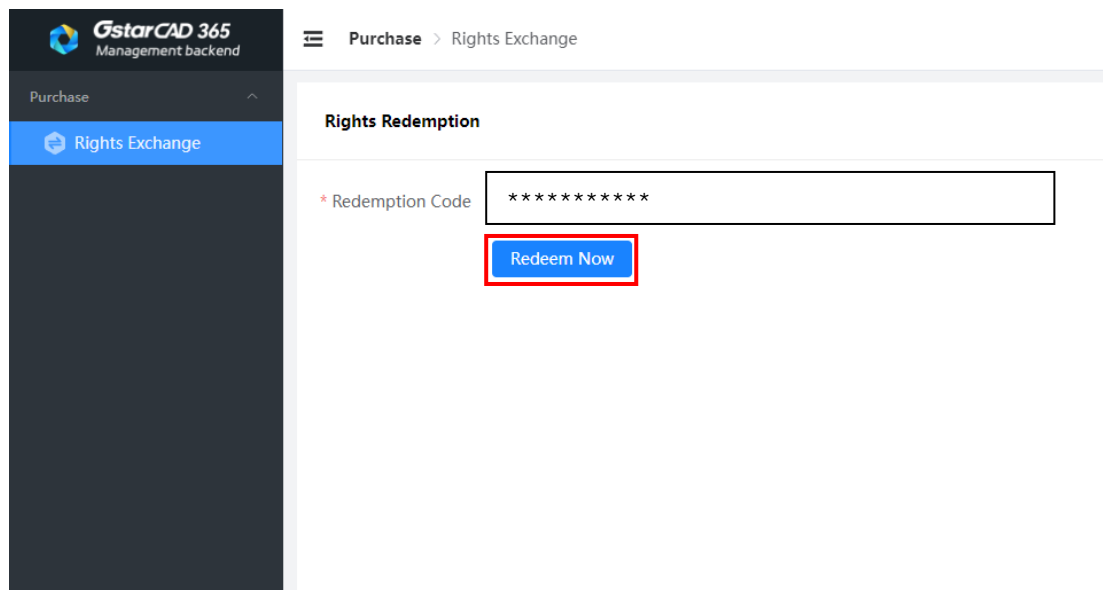 GstarCAD 365
Management backend
Purchase > Rights Exchange
Purchase
Rights Exchange
Rights Redemption
* Redemption Code ***********
Redeem Now